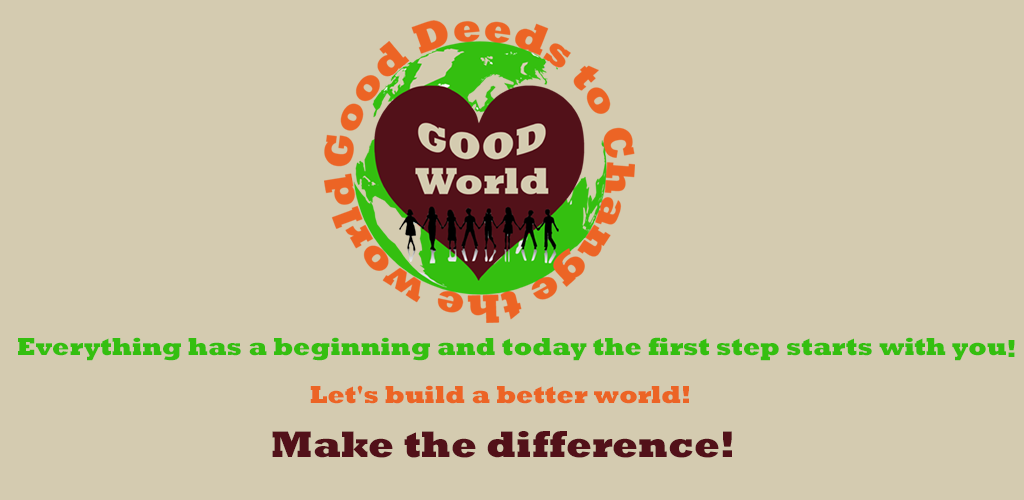 Good Deeds to Change the world
GOOD
World
Everything has a beginning and today the first step starts with you!
Let's build a better world!
Make the difference!